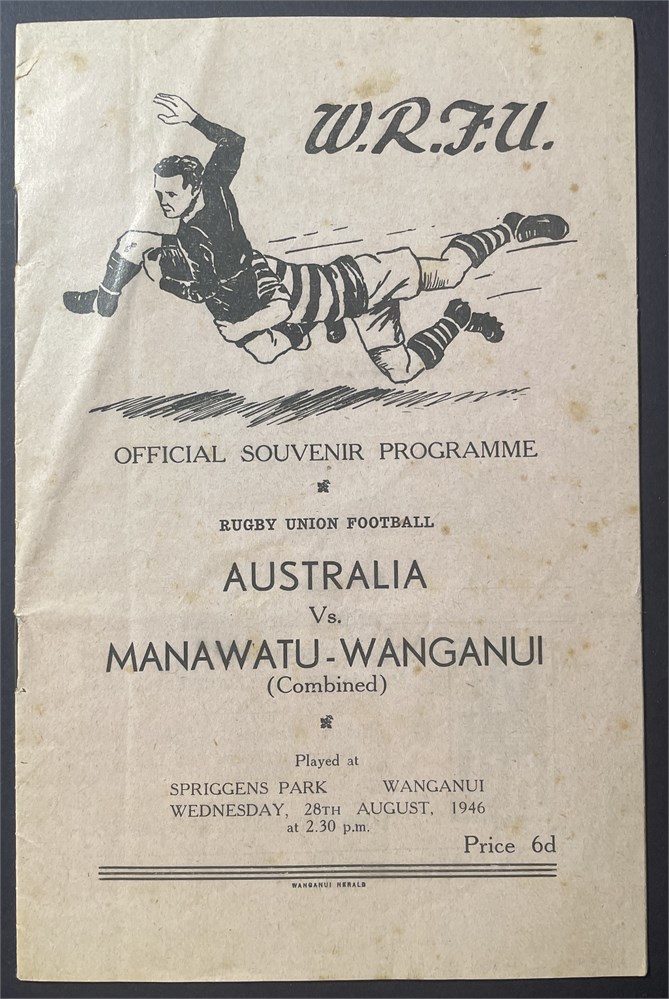 W.R.F.U.
OFFICIAL SOUVENIR PROGRAMME
RUGBY UNION FOOTBALL
AUSTRALIA
Vs.
MANAWATU-WANGANUI
(Combined)
Played at
SPRIGGENS PARK WANGANUI
WEDNESDAY, 28TH AUGUST, 1946
at 2.30 p.m.
Price 6d
WANGANUI HERALD